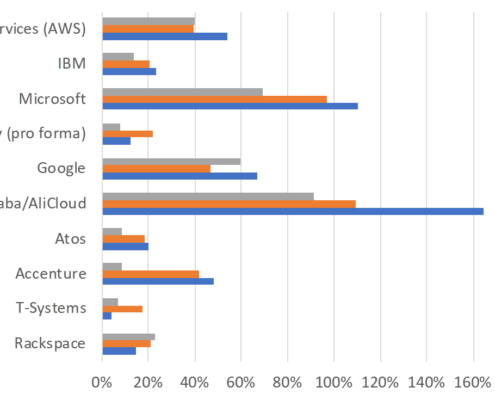 rvices (AWS)
IBM
Microsoft
(pro forma)
Google
aba/AliCloud
Atos
Accenture
T-Systems
Rackspace
0% 20% 40% 60% 80% 100% 120% 140% 160%